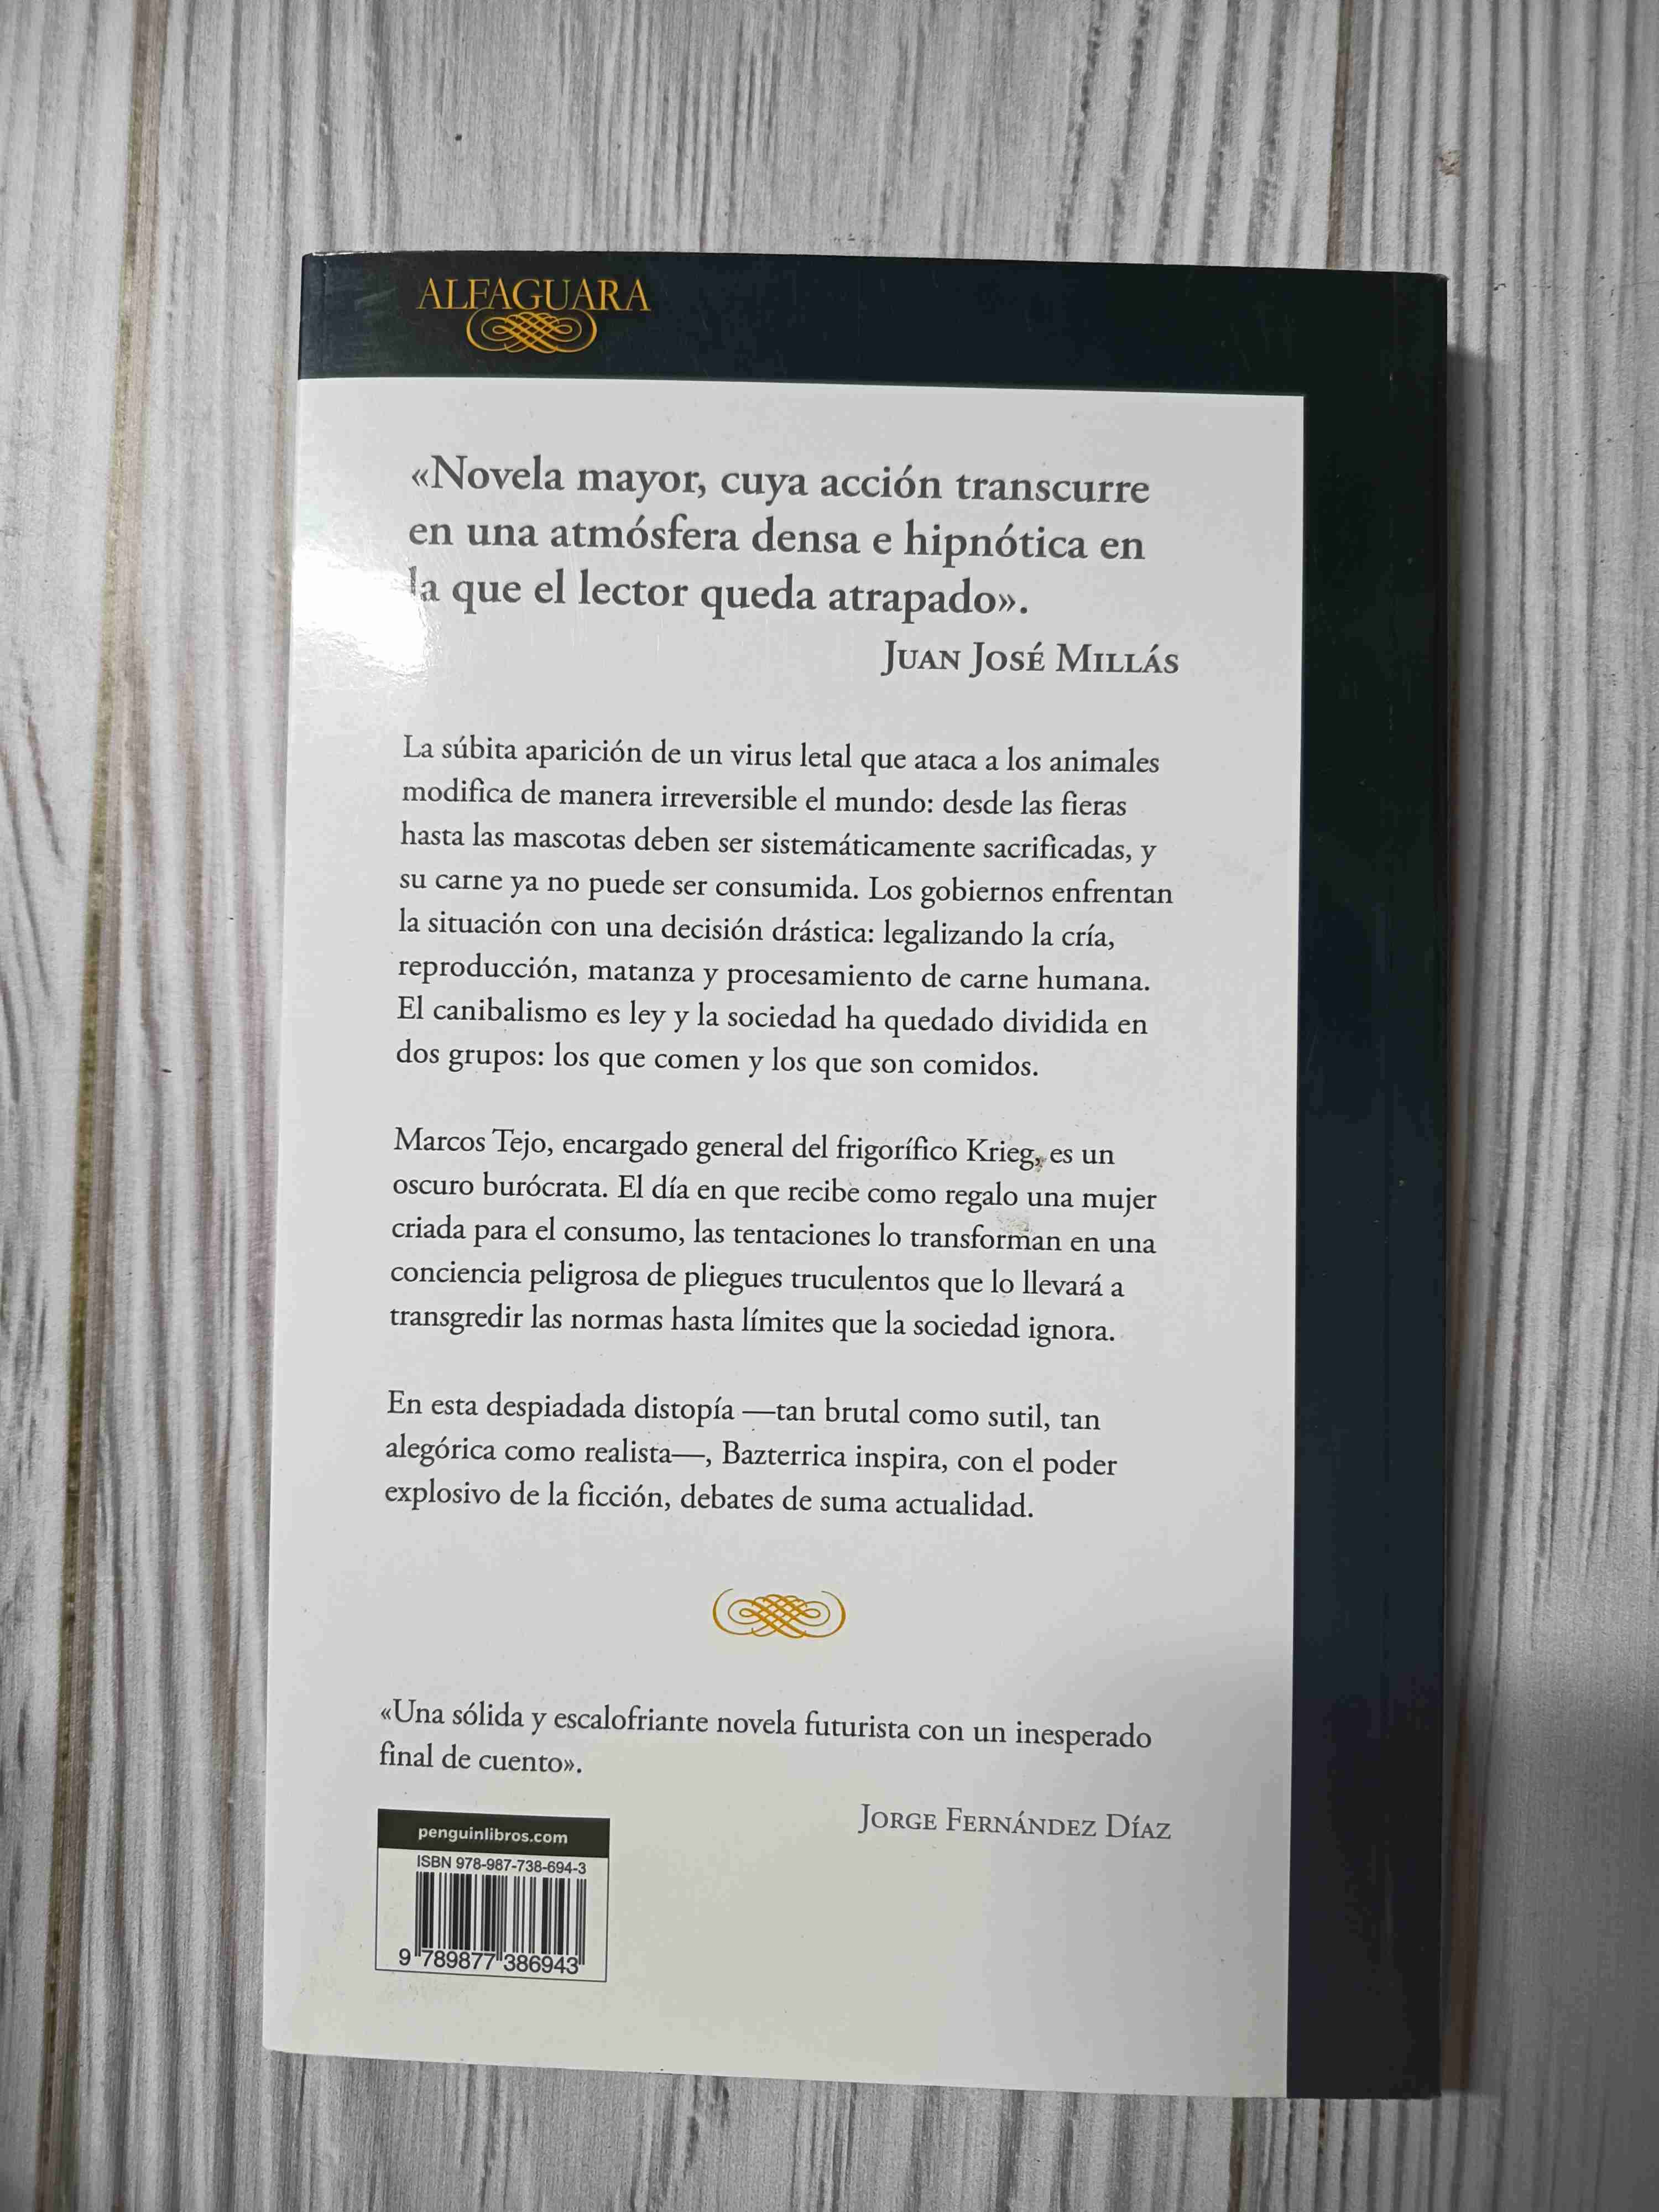 ALFAGUARA
«Novela mayor, cuya acción transcurre
en una atmósfera densa e hipnótica en
la que el lector queda atrapado».
Juan José Millás
La súbita aparición de un virus letal que ataca a los animales
modifica de manera irreversible el mundo: desde las fieras
hasta las mascotas deben ser sistemáticamente sacrificadas, y
su carne ya no puede ser consumida. Los gobiernos enfrentan
la situación con una decisión drástica: legalizando la cría,
reproducción, matanza y procesamiento de carne humana.
El canibalismo es ley y la sociedad ha quedado dividida en
dos grupos: los que comen y los que son comidos.
Marcos Tejo, encargado general del frigorífico Krieg, es un
oscuro burócrata. El día en que recibe como regalo una mujer
criada para el consumo, las tentaciones lo transforman en una
conciencia peligrosa de pliegues truculentos que lo llevará a
transgredir las normas hasta límites que la sociedad ignora.
En esta despiadada distopía —tan brutal como sutil, tan
alegórica como realista—, Bazterrica inspira, con el poder
explosivo de la ficción, debates de suma actualidad.
«Una sólida y escalofriante novela futurista con un inesperado
final de cuento».
Jorge Fernández Díaz
penguinlibros.com
ISBN 978-987-738-694-3
9 789877 386943